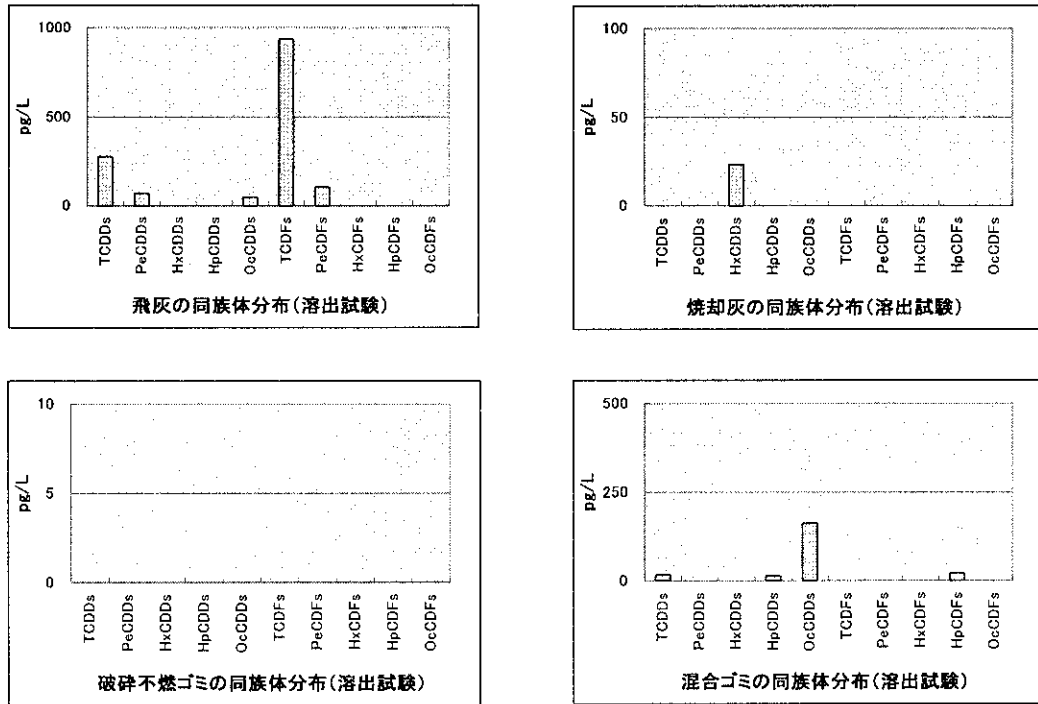 1000
500
0
pg/L
TCDDs
PeCDDs
HxCDDs
HpCDDs
OcCDDs
TCDFs
PeCDFs
HxCDFs
HpCDFs
OcCDFs
飛灰の同族体分布(溶出試験)
100
50
0
pg/L
TCDDs
PeCDDs
HxCDDs
HpCDDs
OcCDDs
TCDFs
PeCDFs
HxCDFs
HpCDFs
OcCDFs
焼却灰の同族体分布(溶出試験)
10
5
0
pg/L
TCDDs
PeCDDs
HxCDDs
HpCDDs
OcCDDs
TCDFs
PeCDFs
HxCDFs
HpCDFs
OcCDFs
破砕不燃ゴミの同族体分布(溶出試験)
500
250
0
pg/L
TCDDs
PeCDDs
HxCDDs
HpCDDs
OcCDDs
TCDFs
PeCDFs
HxCDFs
HpCDFs
OcCDFs
混合ゴミの同族体分布(溶出試験)